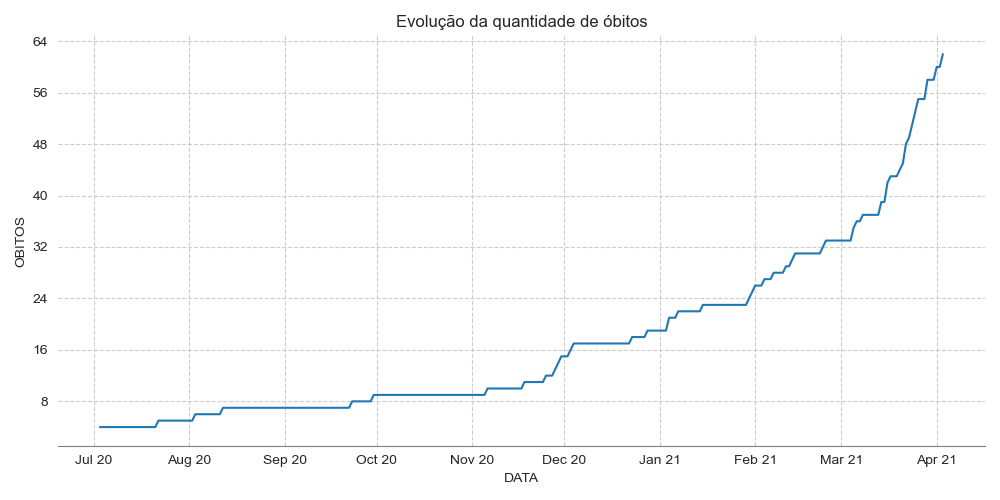 Evolução da quantidade de óbitos
OBITOS
64
56
48
40
32
24
16
8
Jul 20 Aug 20 Sep 20 Oct 20 Nov 20 Dec 20 Jan 21 Feb 21 Mar 21 Apr 21
DATA